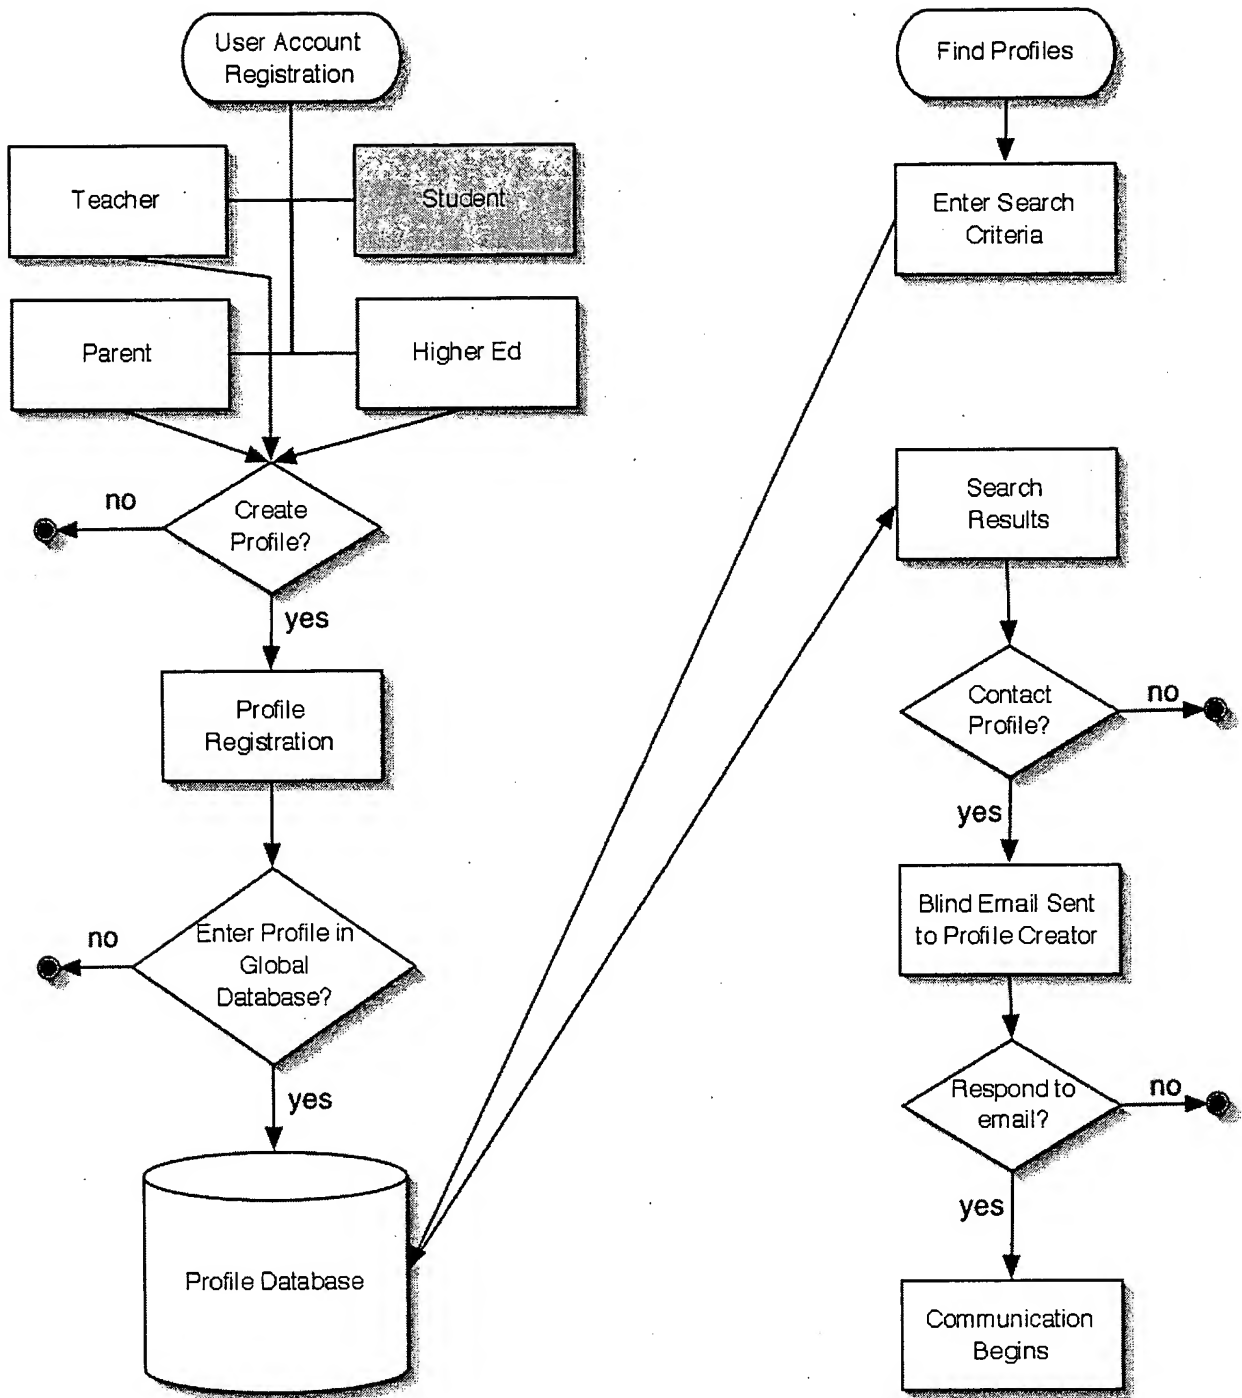 User Account
Registration
Teacher
Student
Parent
Higher Ed
no
Create
Profile?
yes
Profile
Registration
no
Enter Profile in
Global
Database?
yes
Profile Database
Find Profiles
Enter Search
Criteria
Search
Results
Contact
Profile?
no
yes
Blind Email Sent
to Profile Creator
Respond to
email?
no
yes
Communication
Begins